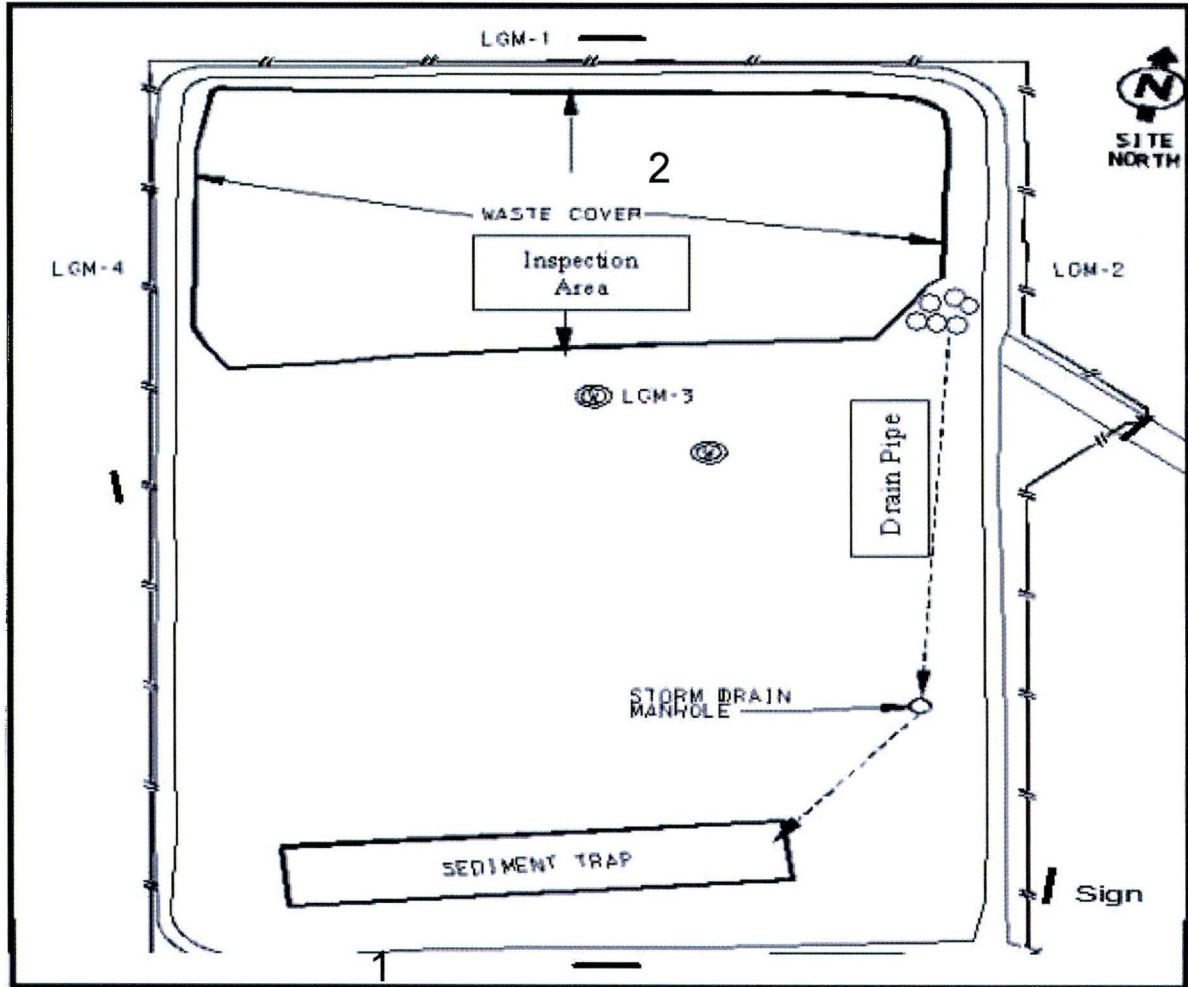 LGM-1
N
SITE
NORTH
2
WASTE COVER
Inspection
Area
LGM-4
LGM-2
LGM-3
Drain Pipe
STORM DRAIN
MANHOLE
SEDIMENT TRAP
Sign
1